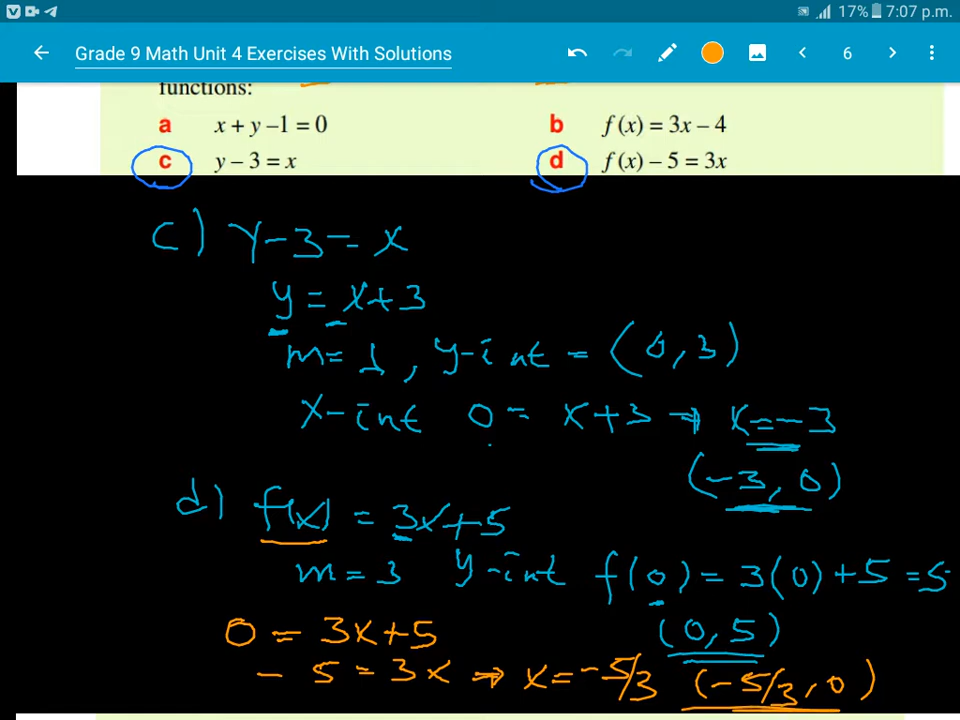 17% 7:07 p.m.
Grade 9 Math Unit 4 Exercises With Solutions 6
functions:
a x + y – 1 = 0 b f(x) = 3x – 4
c y – 3 = x d f(x) – 5 = 3x
c) y - 3 = x
y = x + 3
m = 1, y-int = (0, 3)
x-int 0 = x + 3 → x = -3
(-3, 0)
d) f(x) = 3x + 5
m = 3 y-int f(0) = 3(0) + 5 = 5
0 = 3x + 5 (0, 5)
- 5 = 3x → x = -5/3 (-5/3, 0)